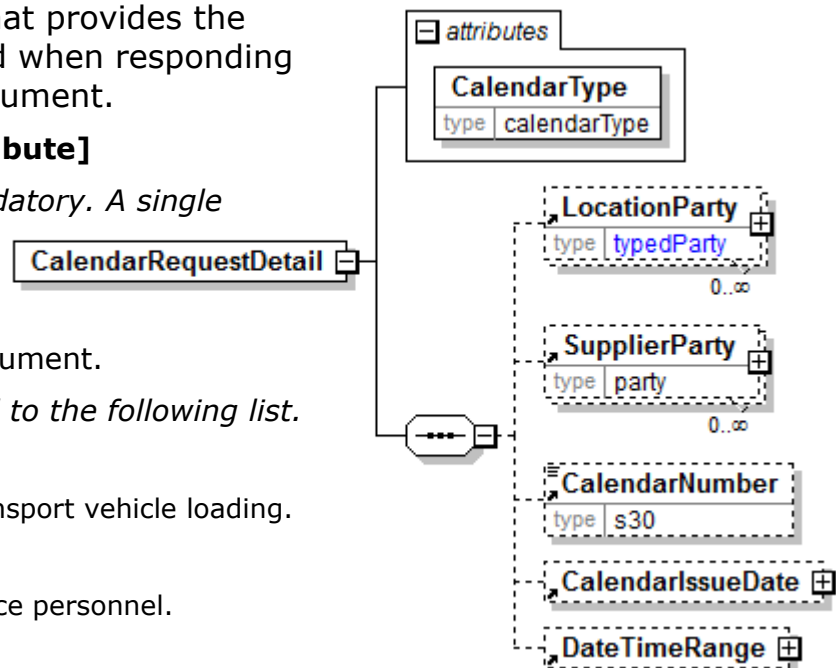 at provides the
d when responding
cument.
bute]
datory. A single
ument.
to the following list.
nsport vehicle loading.
ce personnel.
attributes
CalendarType
type calendarType
CalendarRequestDetail
LocationParty
type typedParty
0..∞
SupplierParty
type party
0..∞
CalendarNumber
type s30
CalendarIssueDate
DateTimeRange